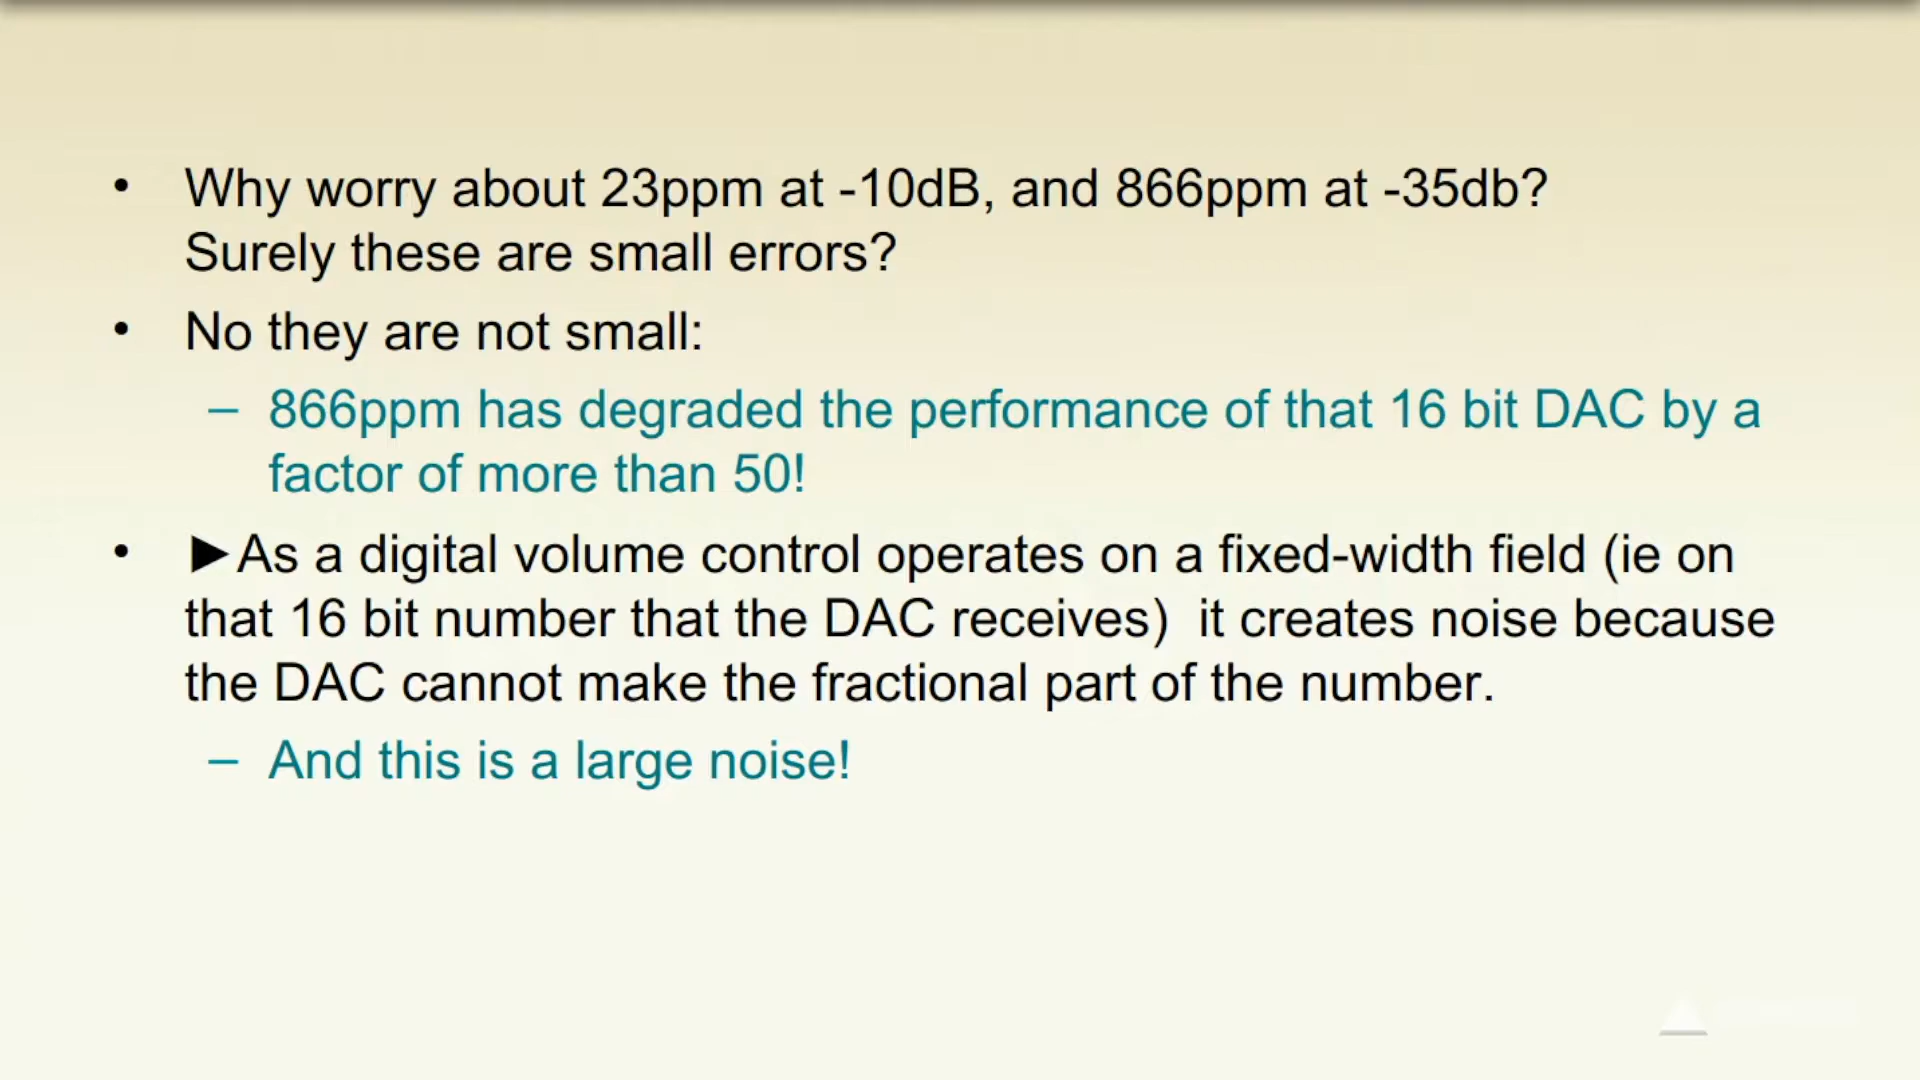 • Why worry about 23ppm at -10dB, and 866ppm at -35db?
Surely these are small errors?
• No they are not small:
– 866ppm has degraded the performance of that 16 bit DAC by a
factor of more than 50!
• ►As a digital volume control operates on a fixed-width field (ie on
that 16 bit number that the DAC receives)  it creates noise because
the DAC cannot make the fractional part of the number.
– And this is a large noise!